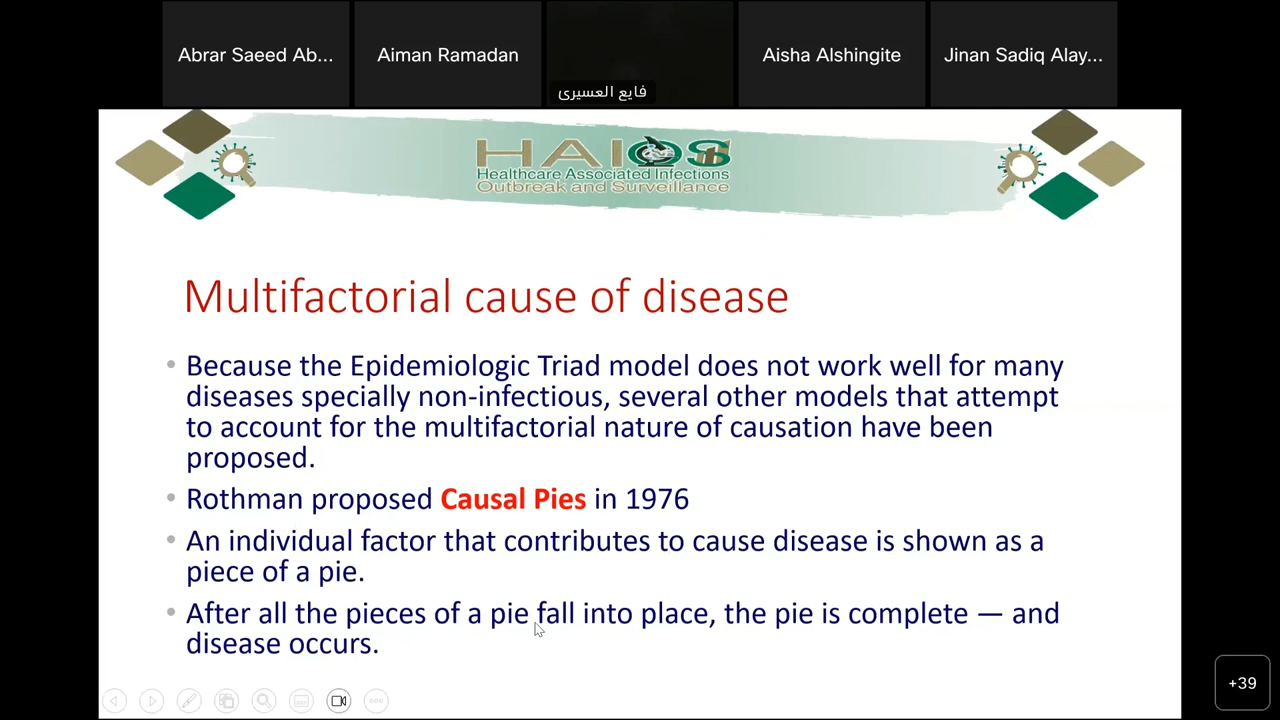 Abrar Saeed Ab...
Aiman Ramadan
فايع العسيري
Aisha Alshingite
Jinan Sadiq Alay...
HAIOS
Healthcare Associated Infections
Outbreak and Surveillance
Multifactorial cause of disease
• Because the Epidemiologic Triad model does not work well for many
diseases specially non-infectious, several other models that attempt
to account for the multifactorial nature of causation have been
proposed.
• Rothman proposed Causal Pies in 1976
• An individual factor that contributes to cause disease is shown as a
piece of a pie.
• After all the pieces of a pie fall into place, the pie is complete — and
disease occurs.
+39